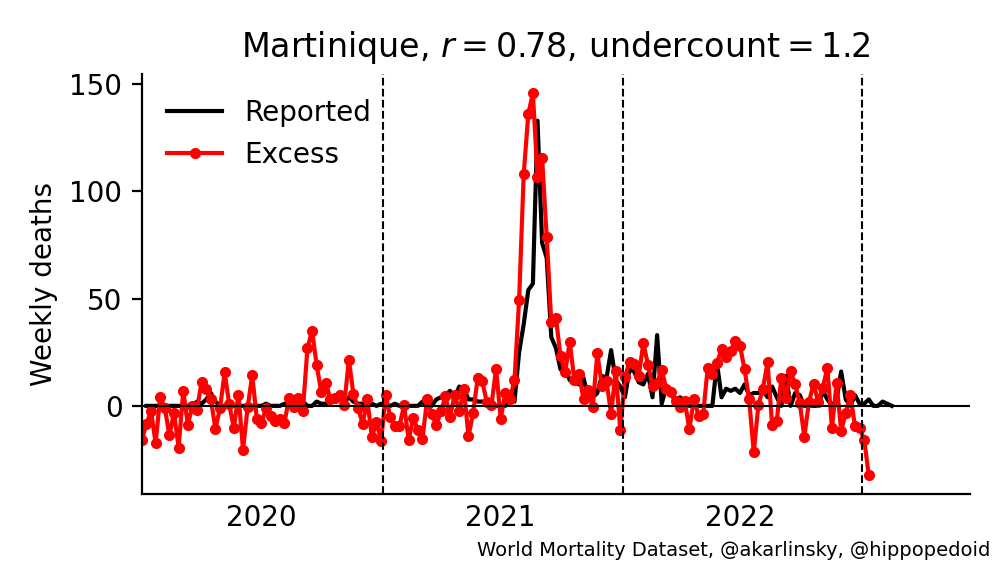 Martinique, r = 0.78, undercount = 1.2
150
100
50
0
Weekly deaths
Reported
Excess
2020
2021
2022
World Mortality Dataset, @akarlinsky, @hippopedoid